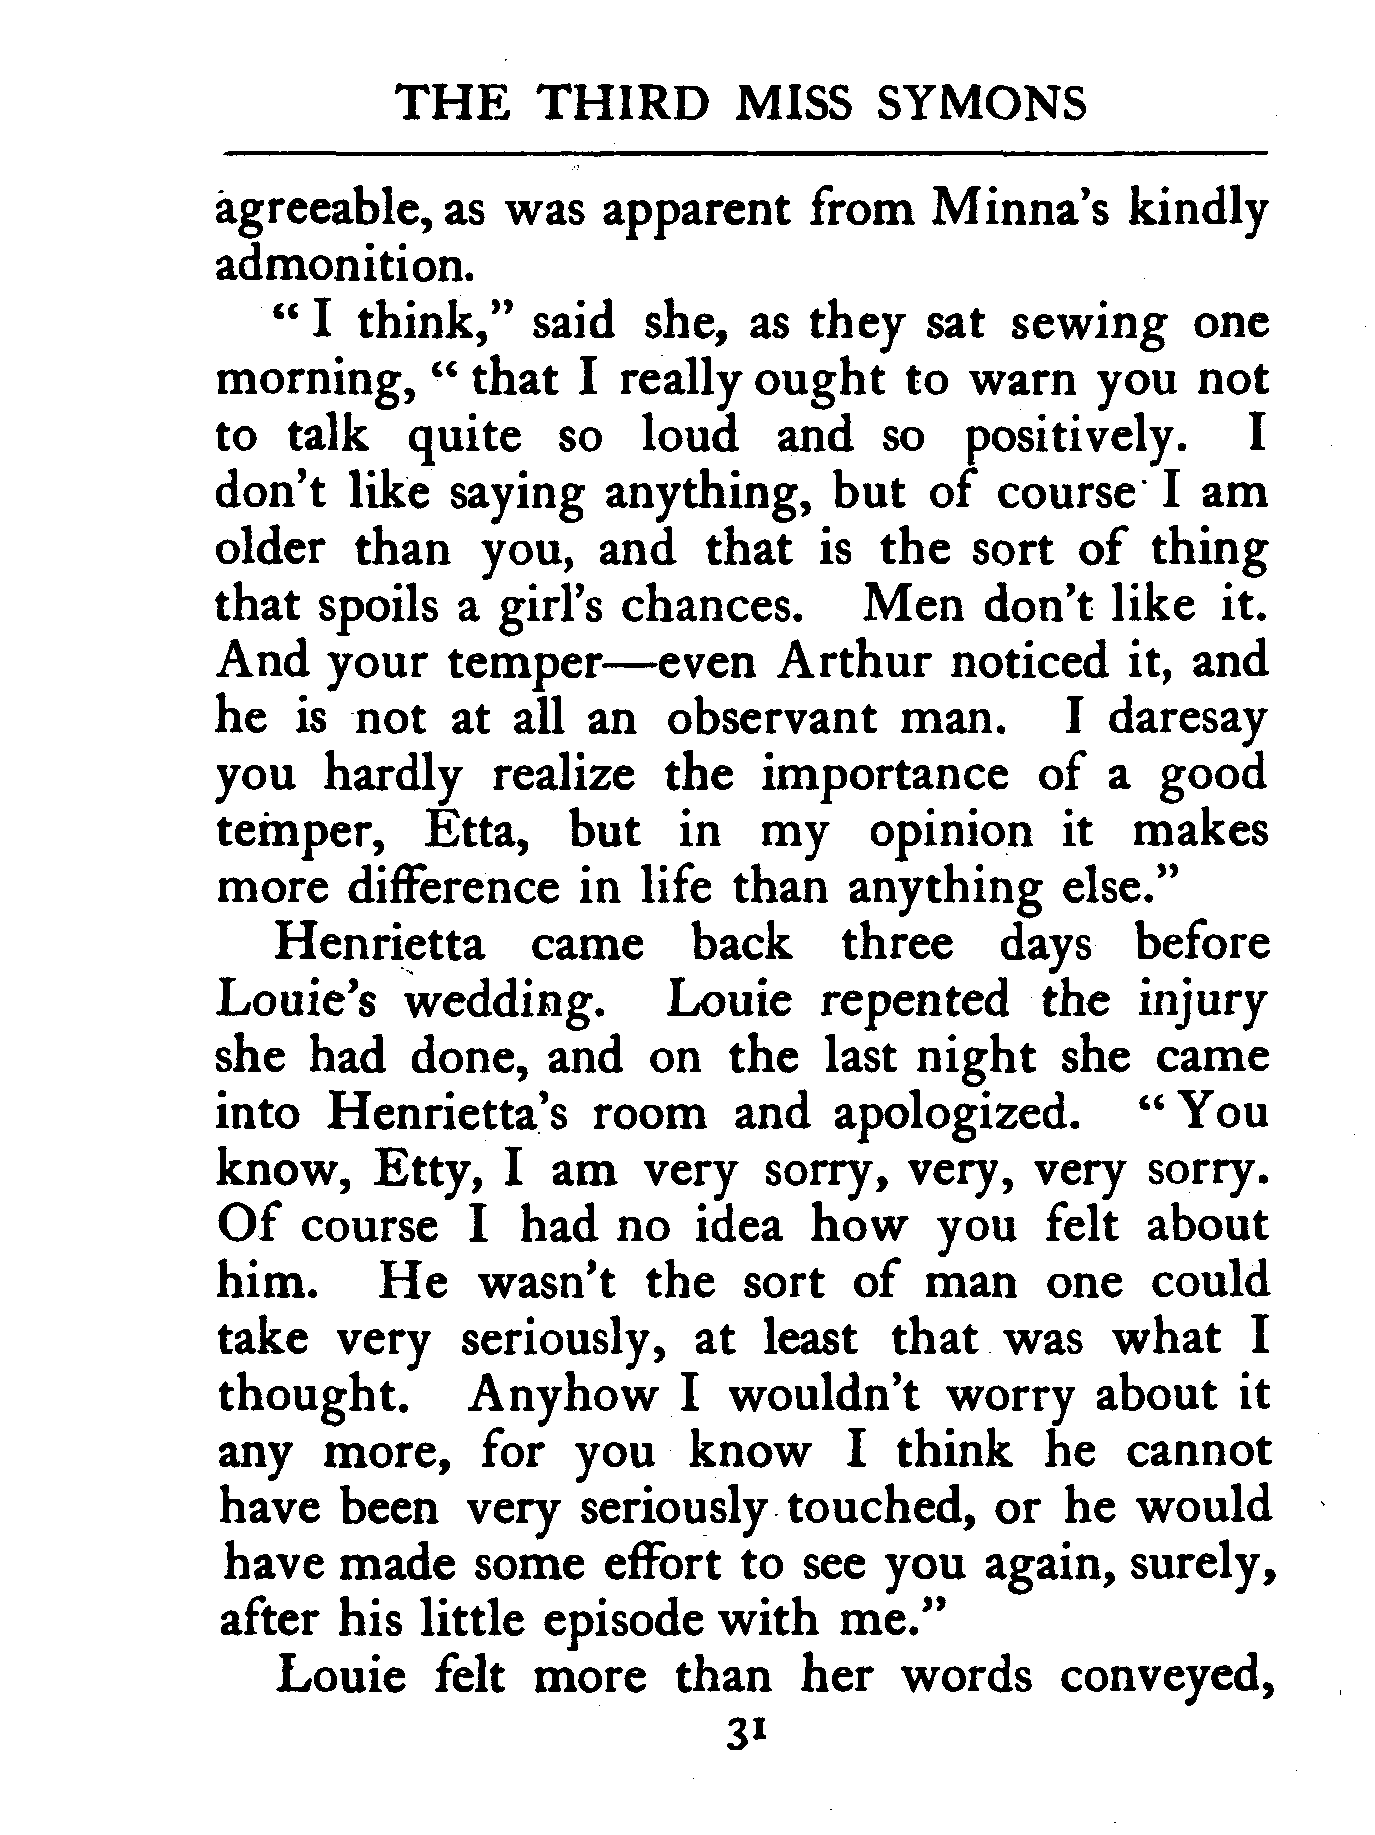 THE THIRD MISS SYMONS
agreeable, as was apparent from Minna's kindly
admonition.
“ I think,” said she, as they sat sewing one
morning, “ that I really ought to warn you not
to talk quite so loud and so positively. I
don't like saying anything, but of course I am
older than you, and that is the sort of thing
that spoils a girl's chances. Men don't like it.
And your temper—even Arthur noticed it, and
he is not at all an observant man. I daresay
you hardly realize the importance of a good
temper, Etta, but in my opinion it makes
more difference in life than anything else.”
Henrietta came back three days before
Louie's wedding. Louie repented the injury
she had done, and on the last night she came
into Henrietta's room and apologized. “ You
know, Etty, I am very sorry, very, very sorry.
Of course I had no idea how you felt about
him. He wasn't the sort of man one could
take very seriously, at least that was what I
thought. Anyhow I wouldn't worry about it
any more, for you know I think he cannot
have been very seriously touched, or he would
have made some effort to see you again, surely,
after his little episode with me.”
Louie felt more than her words conveyed,
31